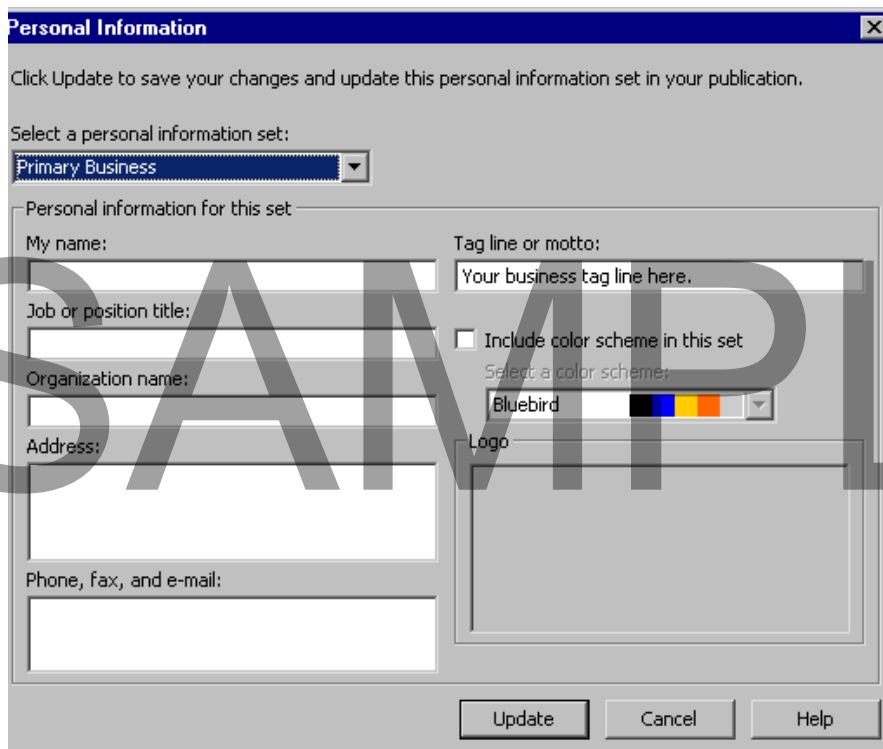 Personal Information
Click Update to save your changes and update this personal information set in your publication.
Select a personal information set:
Primary Business
Personal information for this set
My name:
Job or position title:
Organization name:
Address:
Phone, fax, and e-mail:
Tag line or motto:
Your business tag line here.
Include color scheme in this set
Select a color scheme:
Bluebird
Logo
Update
Cancel
Help
SAMPL